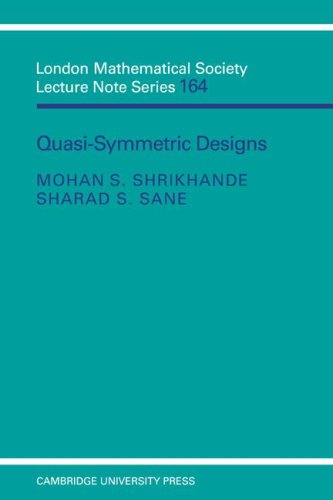 London Mathematical Society
Lecture Note Series 164
Quasi-Symmetric Designs
MOHAN S. SHRIKHANDE
SHARAD S. SANE
CAMBRIDGE UNIVERSITY PRESS